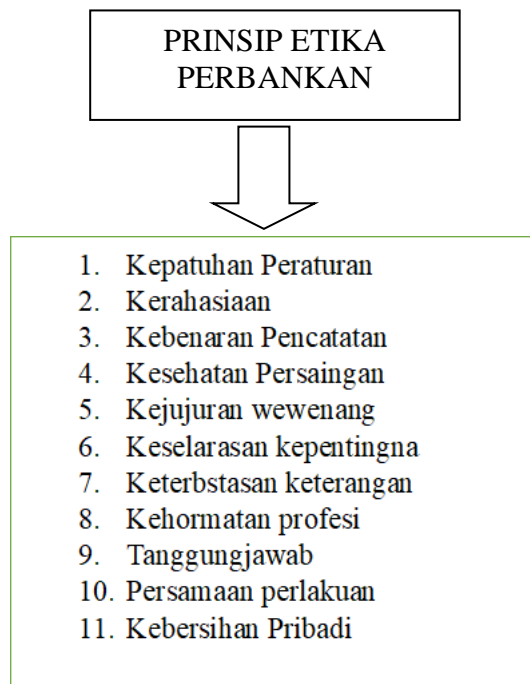 PRINSIP ETIKA
PERBANKAN
1. Kepatuhan Peraturan
2. Kerahasiaan
3. Kebenaran Pencatatan
4. Kesehatan Persaingan
5. Kejujuran wewenang
6. Keselarasan kepentingna
7. Keterbstasan keterangan
8. Kehormatan profesi
9. Tanggungjawab
10. Persamaan perlakuan
11. Kebersihan Pribadi